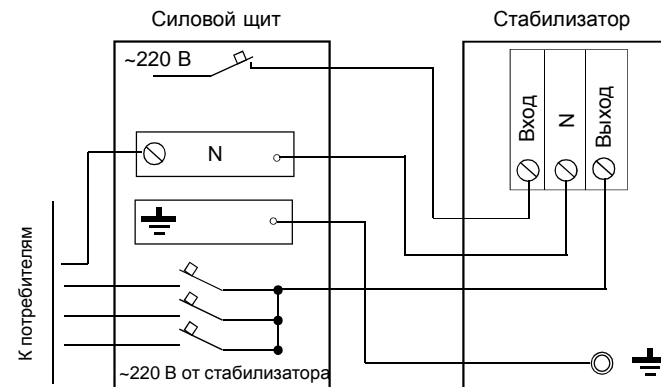 Силовой щит
Стабилизатор
~220 В
Вход
N
Выход
N
К потребителям
~220 В от стабилизатора